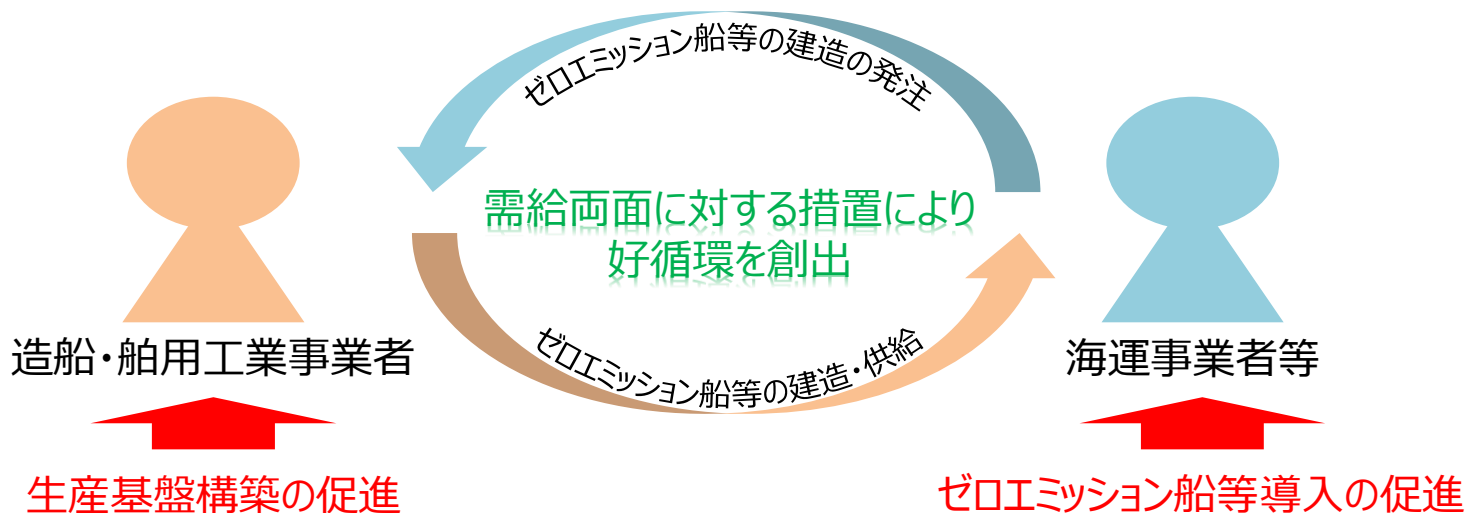 ゼロエミッション船等の建造の発注
需給両面に対する措置により
好循環を創出
ゼロエミッション船等の建造・供給
造船・舶用工業事業者
海運事業者等
生産基盤構築の促進
ゼロエミッション船等導入の促進